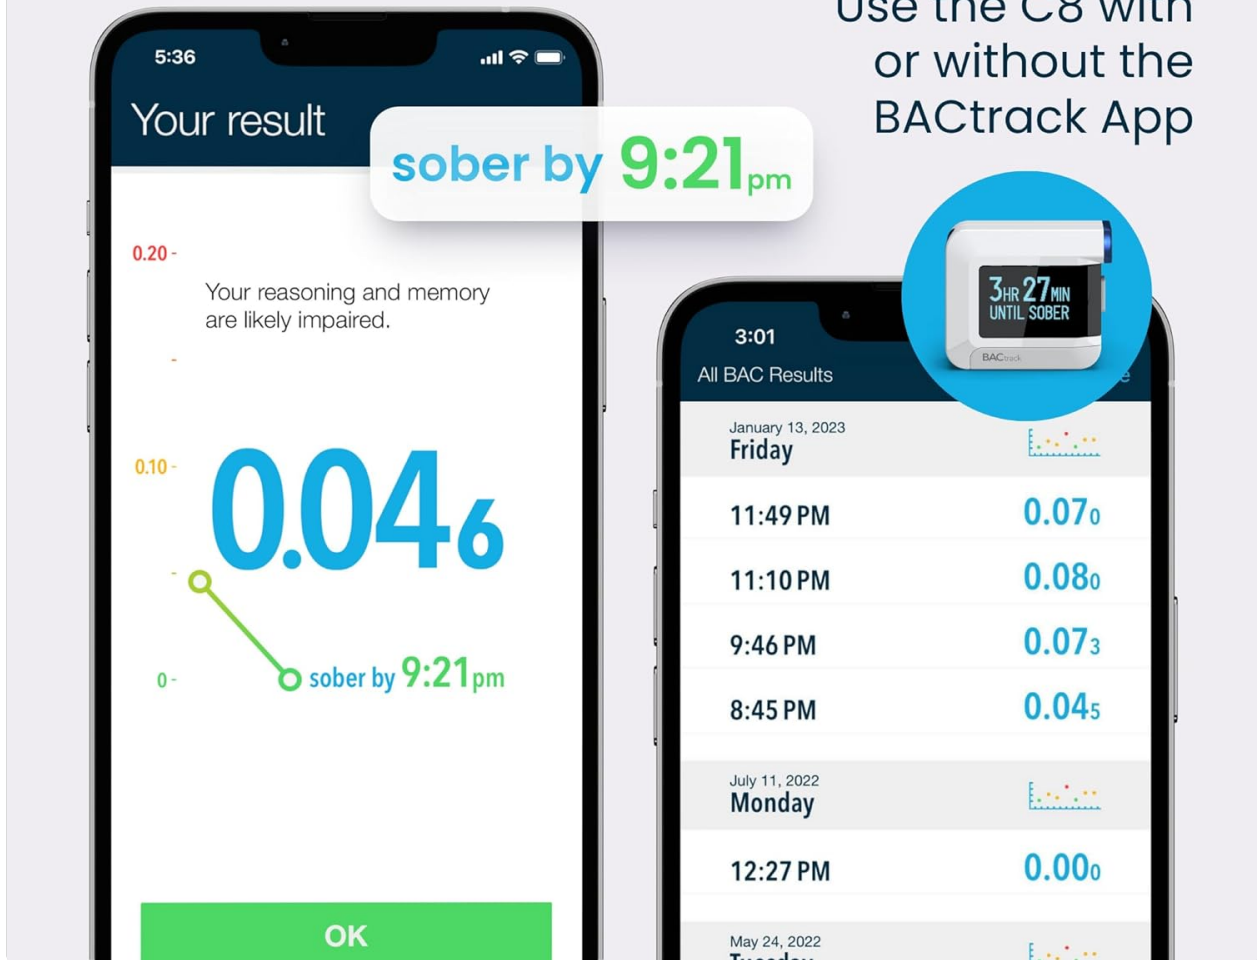 Use the C8 with
or without the
BACtrack App
5:36
Your result
sober by 9:21pm
0.20 -
Your reasoning and memory
are likely impaired.
0.10 -
0.046
0 -
sober by 9:21pm
OK
3HR 27MIN
UNTIL SOBER
BACtrack
3:01
All BAC Results
January 13, 2023
Friday
11:49 PM 0.070
11:10 PM 0.080
9:46 PM 0.073
8:45 PM 0.045
July 11, 2022
Monday
12:27 PM 0.000
May 24, 2022
Tuesday